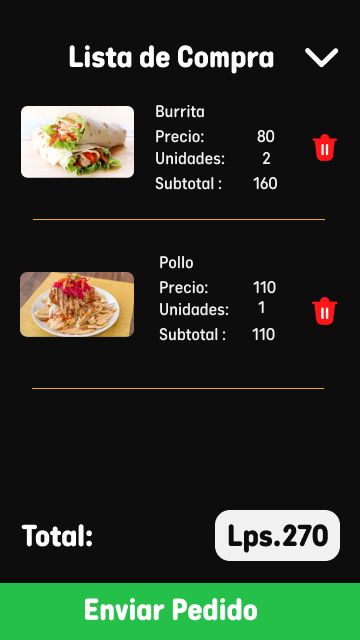 Lista de Compra
Burrita
Precio: 80
Unidades: 2
Subtotal : 160
Pollo
Precio: 110
Unidades: 1
Subtotal : 110
Total: Lps.270
Enviar Pedido